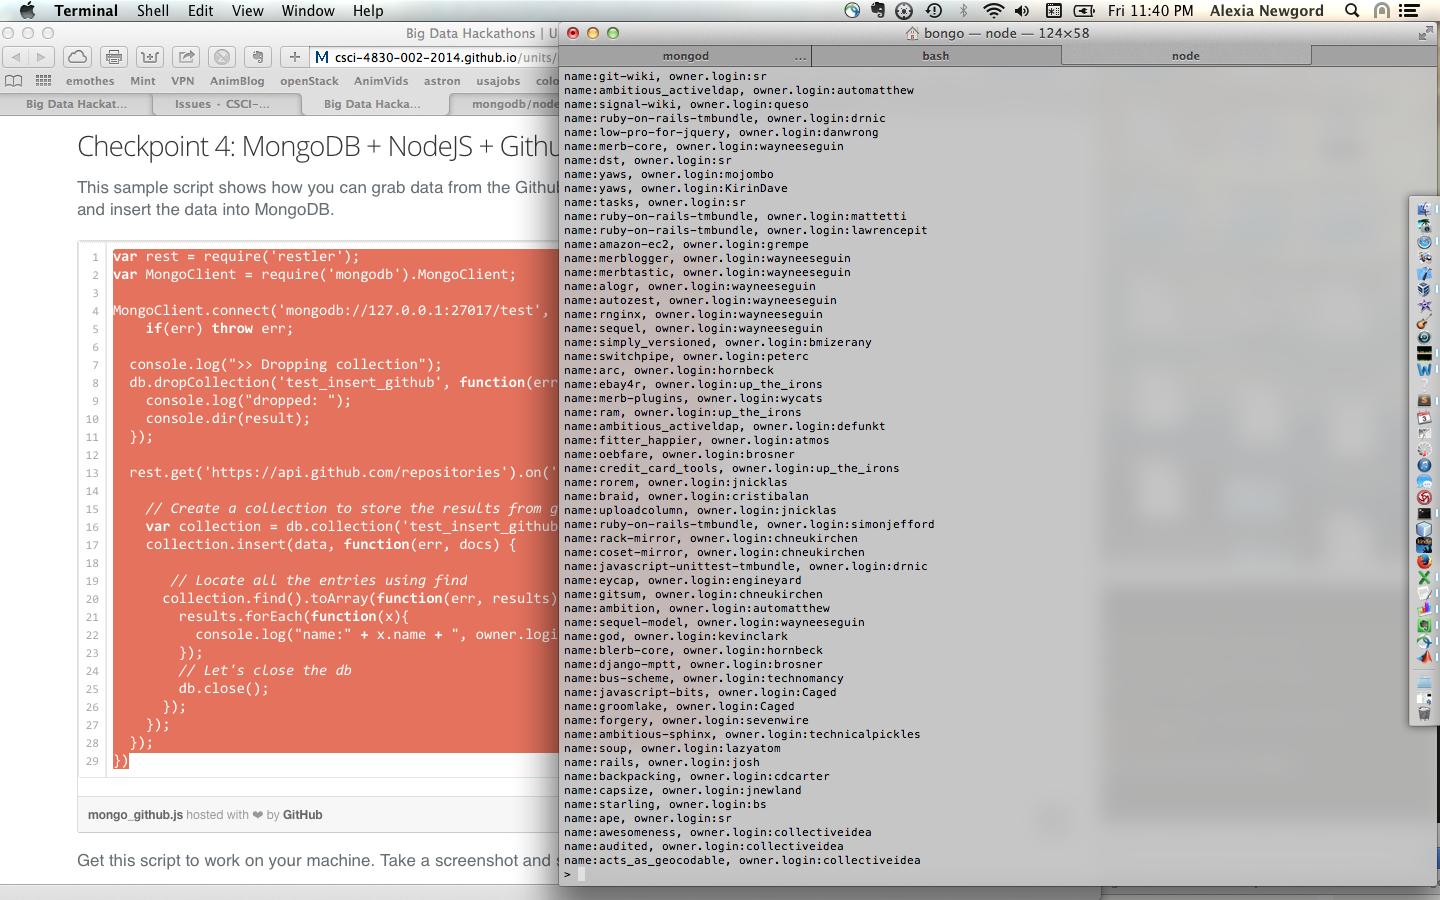 Terminal Shell Edit View Window Help Fri 11:40 PM Alexia Newgord
Big Data Hackathons | U
csci-4830-002-2014.github.io/units/
emothes Mint VPN AnimBlog openStack AnimVids astron usajobs colo
Big Data Hackat... Issues · CSCI-... Big Data Hacka... mongodb/node
Checkpoint 4: MongoDB + NodeJS + Githu
This sample script shows how you can grab data from the Github
and insert the data into MongoDB.
1 var rest = require('restler');
2 var MongoClient = require('mongodb').MongoClient;
3
4 MongoClient.connect('mongodb://127.0.0.1:27017/test',
5 if(err) throw err;
6
7 console.log(">> Dropping collection");
8 db.dropCollection('test_insert_github', function(err
9 console.log("dropped: ");
10 console.dir(result);
11 });
12
13 rest.get('https://api.github.com/repositories').on('
14
15 // Create a collection to store the results from g
16 var collection = db.collection('test_insert_github
17 collection.insert(data, function(err, docs) {
18
19 // Locate all the entries using find
20 collection.find().toArray(function(err, results)
21 results.forEach(function(x){
22 console.log("name:" + x.name + ", owner.logi
23 });
24 // Let's close the db
25 db.close();
26 });
27 });
28 });
29 })
mongo_github.js hosted with ❤ by GitHub
Get this script to work on your machine. Take a screenshot and s
bongo — node — 124×58
mongod ... bash node
name:git-wiki, owner.login:sr
name:ambitious_activeldap, owner.login:automatthew
name:signal-wiki, owner.login:queso
name:ruby-on-rails-tmbundle, owner.login:drnic
name:low-pro-for-jquery, owner.login:danwrong
name:merb-core, owner.login:wayneeseguin
name:dst, owner.login:sr
name:yaws, owner.login:mojombo
name:yaws, owner.login:KirinDave
name:tasks, owner.login:sr
name:ruby-on-rails-tmbundle, owner.login:mattetti
name:ruby-on-rails-tmbundle, owner.login:lawrencepit
name:amazon-ec2, owner.login:grempe
name:merblogger, owner.login:wayneeseguin
name:merbtastic, owner.login:wayneeseguin
name:alogr, owner.login:wayneeseguin
name:autozest, owner.login:wayneeseguin
name:rnginx, owner.login:wayneeseguin
name:sequel, owner.login:wayneeseguin
name:simply_versioned, owner.login:bmizerany
name:switchpipe, owner.login:peterc
name:arc, owner.login:hornbeck
name:ebay4r, owner.login:up_the_irons
name:merb-plugins, owner.login:wycats
name:ram, owner.login:up_the_irons
name:ambitious_activeldap, owner.login:defunkt
name:fitter_happier, owner.login:atmos
name:oebfare, owner.login:brosner
name:credit_card_tools, owner.login:up_the_irons
name:rorem, owner.login:jnicklas
name:braid, owner.login:cristibalan
name:uploadcolumn, owner.login:jnicklas
name:ruby-on-rails-tmbundle, owner.login:simonjefford
name:rack-mirror, owner.login:chneukirchen
name:coset-mirror, owner.login:chneukirchen
name:javascript-unittest-tmbundle, owner.login:drnic
name:eycap, owner.login:engineyard
name:gitsum, owner.login:chneukirchen
name:ambition, owner.login:automatthew
name:sequel-model, owner.login:wayneeseguin
name:god, owner.login:kevinclark
name:blerb-core, owner.login:hornbeck
name:django-mptt, owner.login:brosner
name:bus-scheme, owner.login:technomancy
name:javascript-bits, owner.login:Caged
name:groomlake, owner.login:Caged
name:forgery, owner.login:sevenwire
name:ambitious-sphinx, owner.login:technicalpickles
name:soup, owner.login:lazyatom
name:rails, owner.login:josh
name:backpacking, owner.login:cdcarter
name:capsize, owner.login:jnewland
name:starling, owner.login:bs
name:ape, owner.login:sr
name:awesomeness, owner.login:collectiveidea
name:audited, owner.login:collectiveidea
name:acts_as_geocodable, owner.login:collectiveidea
>